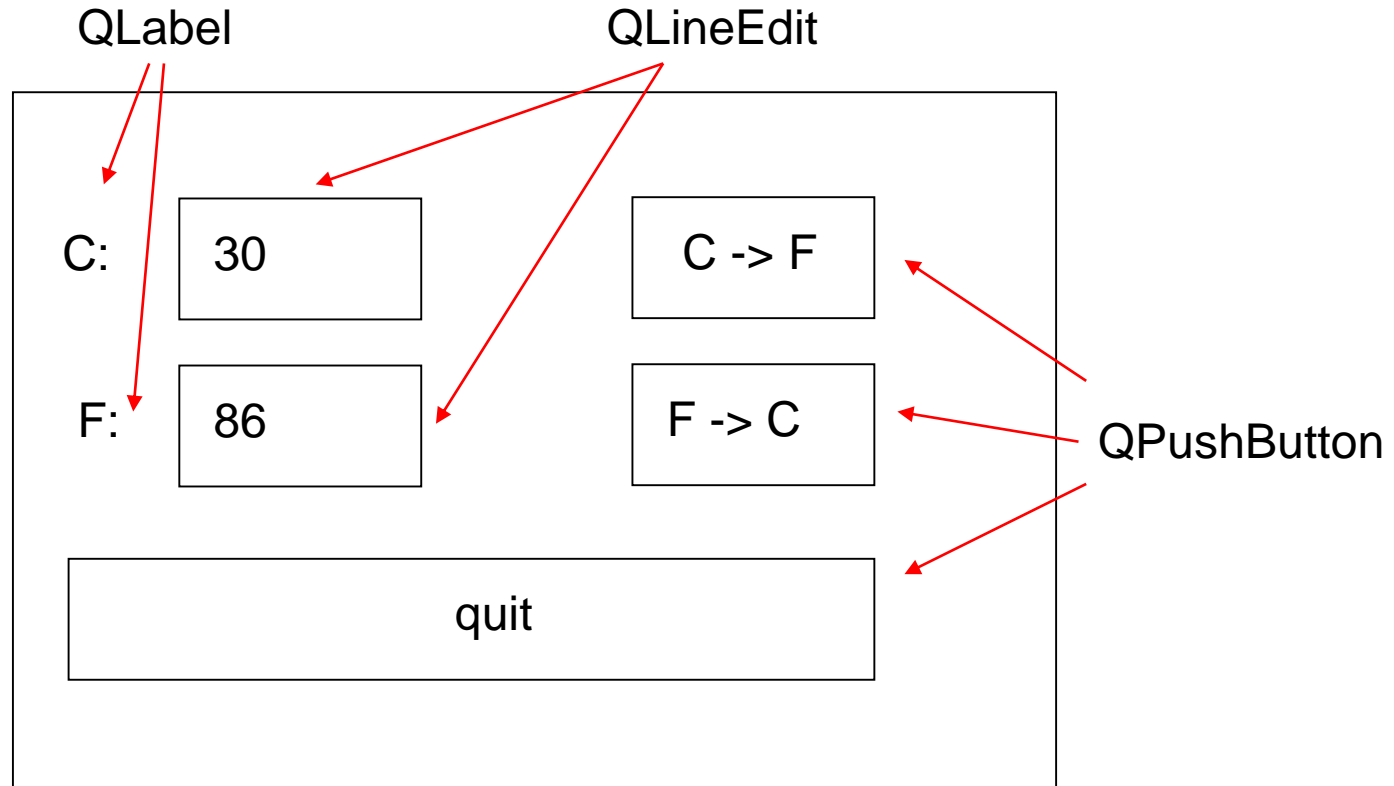 QLabel
QLineEdit
C:
30
C -> F
F:
86
F -> C
QPushButton
quit